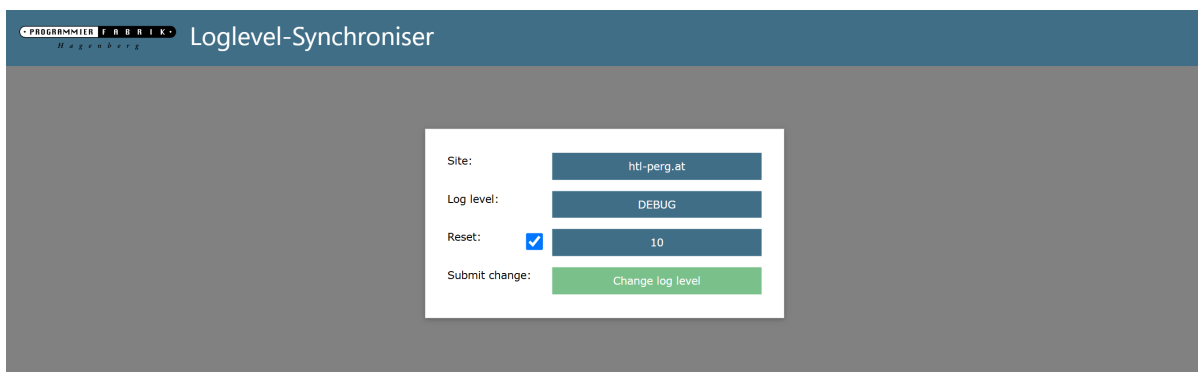 • PROGRAMMIER FABRIK •
Hagenberg
Loglevel-Synchroniser
Site:
htl-perg.at
Log level:
DEBUG
Reset:
10
Submit change:
Change log level